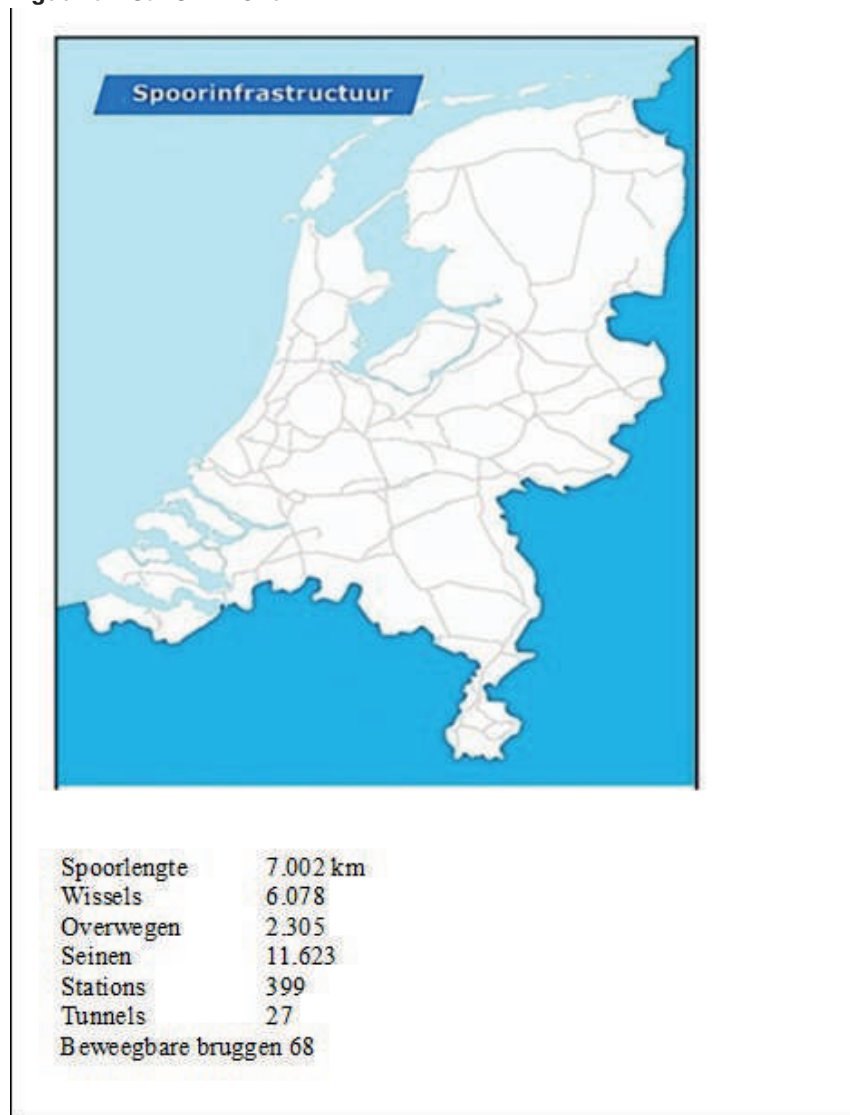 Spoorinfrastructuur
Spoorlengte 7.002 km
Wissels 6.078
Overwegen 2.305
Seinen 11.623
Stations 399
Tunnels 27
Beweegbare bruggen 68